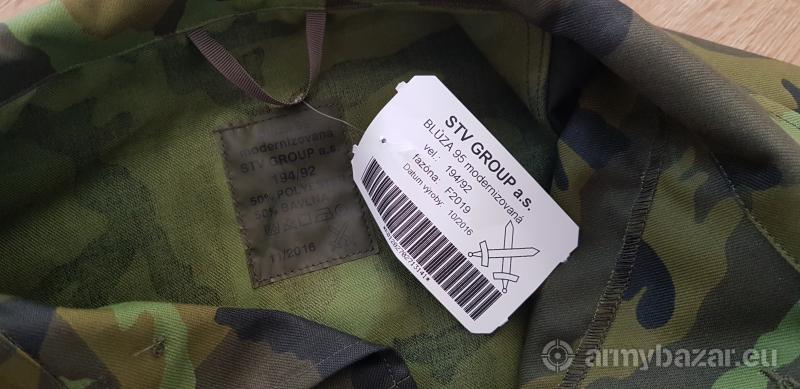 modernizovaná
STV GROUP a.s.
194/92
50% POLYES
50% BAVLNA
11/2016
STV GROUP a.s.
BLŮZA 95 modernizovaná
vel.: 194/92
fazóna: F2019
Datum výroby: 10/2016
armybazar.eu